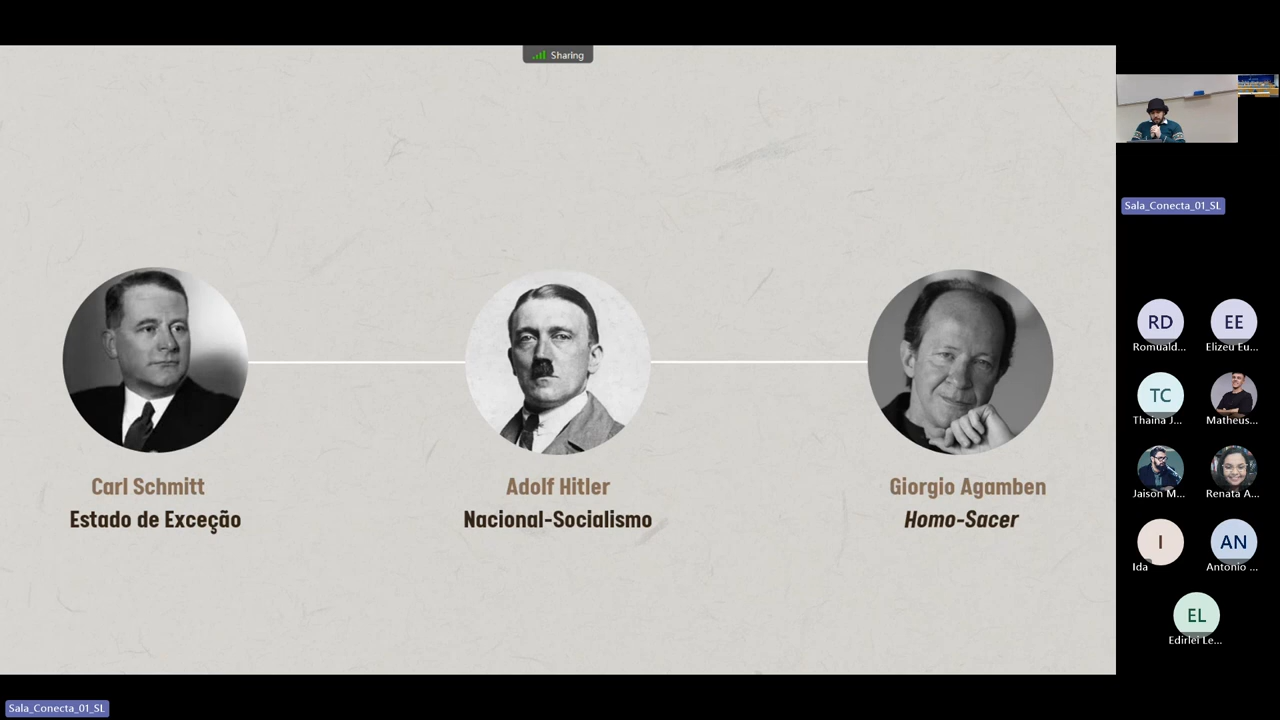 Sharing
Carl Schmitt
Estado de Exceção
Adolf Hitler
Nacional-Socialismo
Giorgio Agamben
Homo-Sacer
Sala_Conecta_01_SL
RD
Romuald...
EE
Elizeu Eu...
TC
Thaina J...
Matheus...
Jaison M...
Renata A...
I
Ida
AN
Antonio ...
EL
Edirlei Le...
Sala_Conecta_01_SL